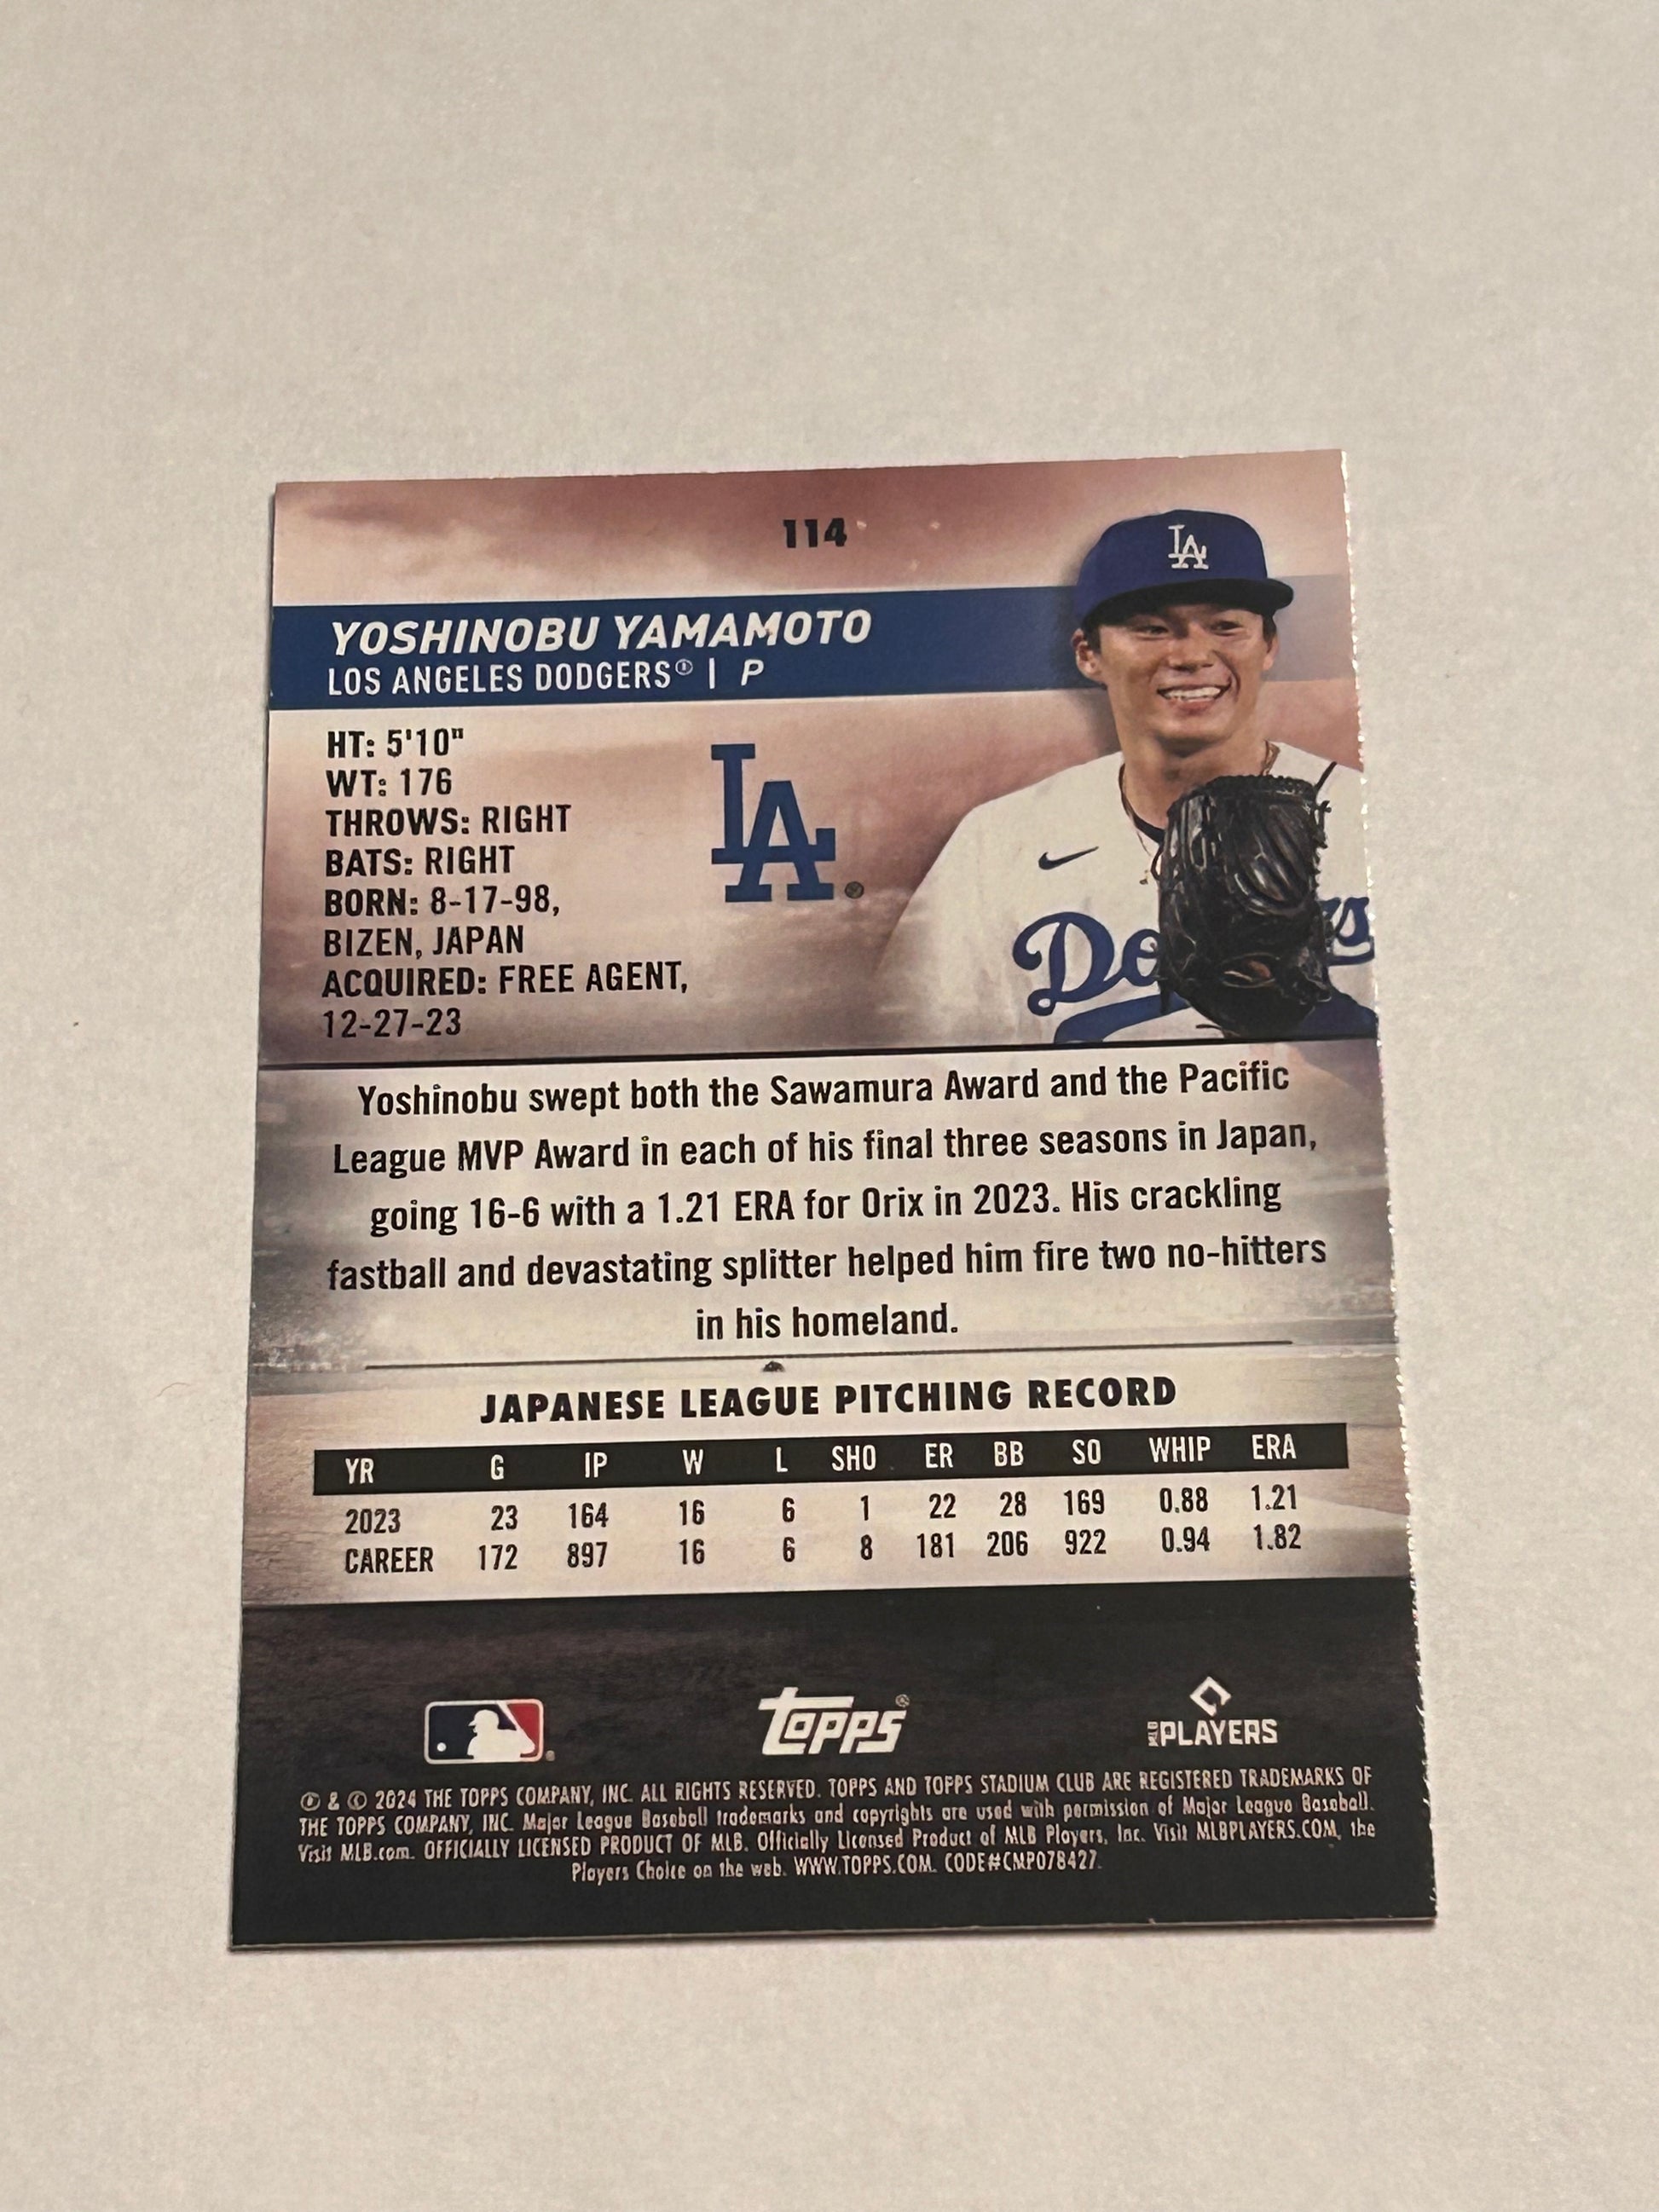 114
LA
YOSHINOBU YAMAMOTO
LOS ANGELES DODGERS® | P
HT: 5'10"
WT: 176
THROWS: RIGHT
BATS: RIGHT
BORN: 8-17-98,
BIZEN, JAPAN
ACQUIRED: FREE AGENT,
12-27-23
LA®
Do rs
Yoshinobu swept both the Sawamura Award and the Pacific
League MVP Award in each of his final three seasons in Japan,
going 16-6 with a 1.21 ERA for Orix in 2023. His crackling
fastball and devastating splitter helped him fire two no-hitters
in his homeland.
JAPANESE LEAGUE PITCHING RECORD
YR G IP W L SHO ER BB SO WHIP ERA
2023 23 164 16 6 1 22 28 169 0.88 1.21
CAREER 172 897 16 6 8 181 206 922 0.94 1.82
topps®
MLB PLAYERS
℗ & © 2024 THE TOPPS COMPANY, INC. ALL RIGHTS RESERVED. TOPPS AND TOPPS STADIUM CLUB ARE REGISTERED TRADEMARKS OF
THE TOPPS COMPANY, INC. Major League Baseball trademarks and copyrights are used with permission of Major League Baseball.
Visit MLB.com. OFFICIALLY LICENSED PRODUCT OF MLB. Officially Licensed Product of MLB Players, Inc. Visit MLBPLAYERS.COM, the
Players Choice on the web. WWW.TOPPS.COM. CODE#CMP078427.